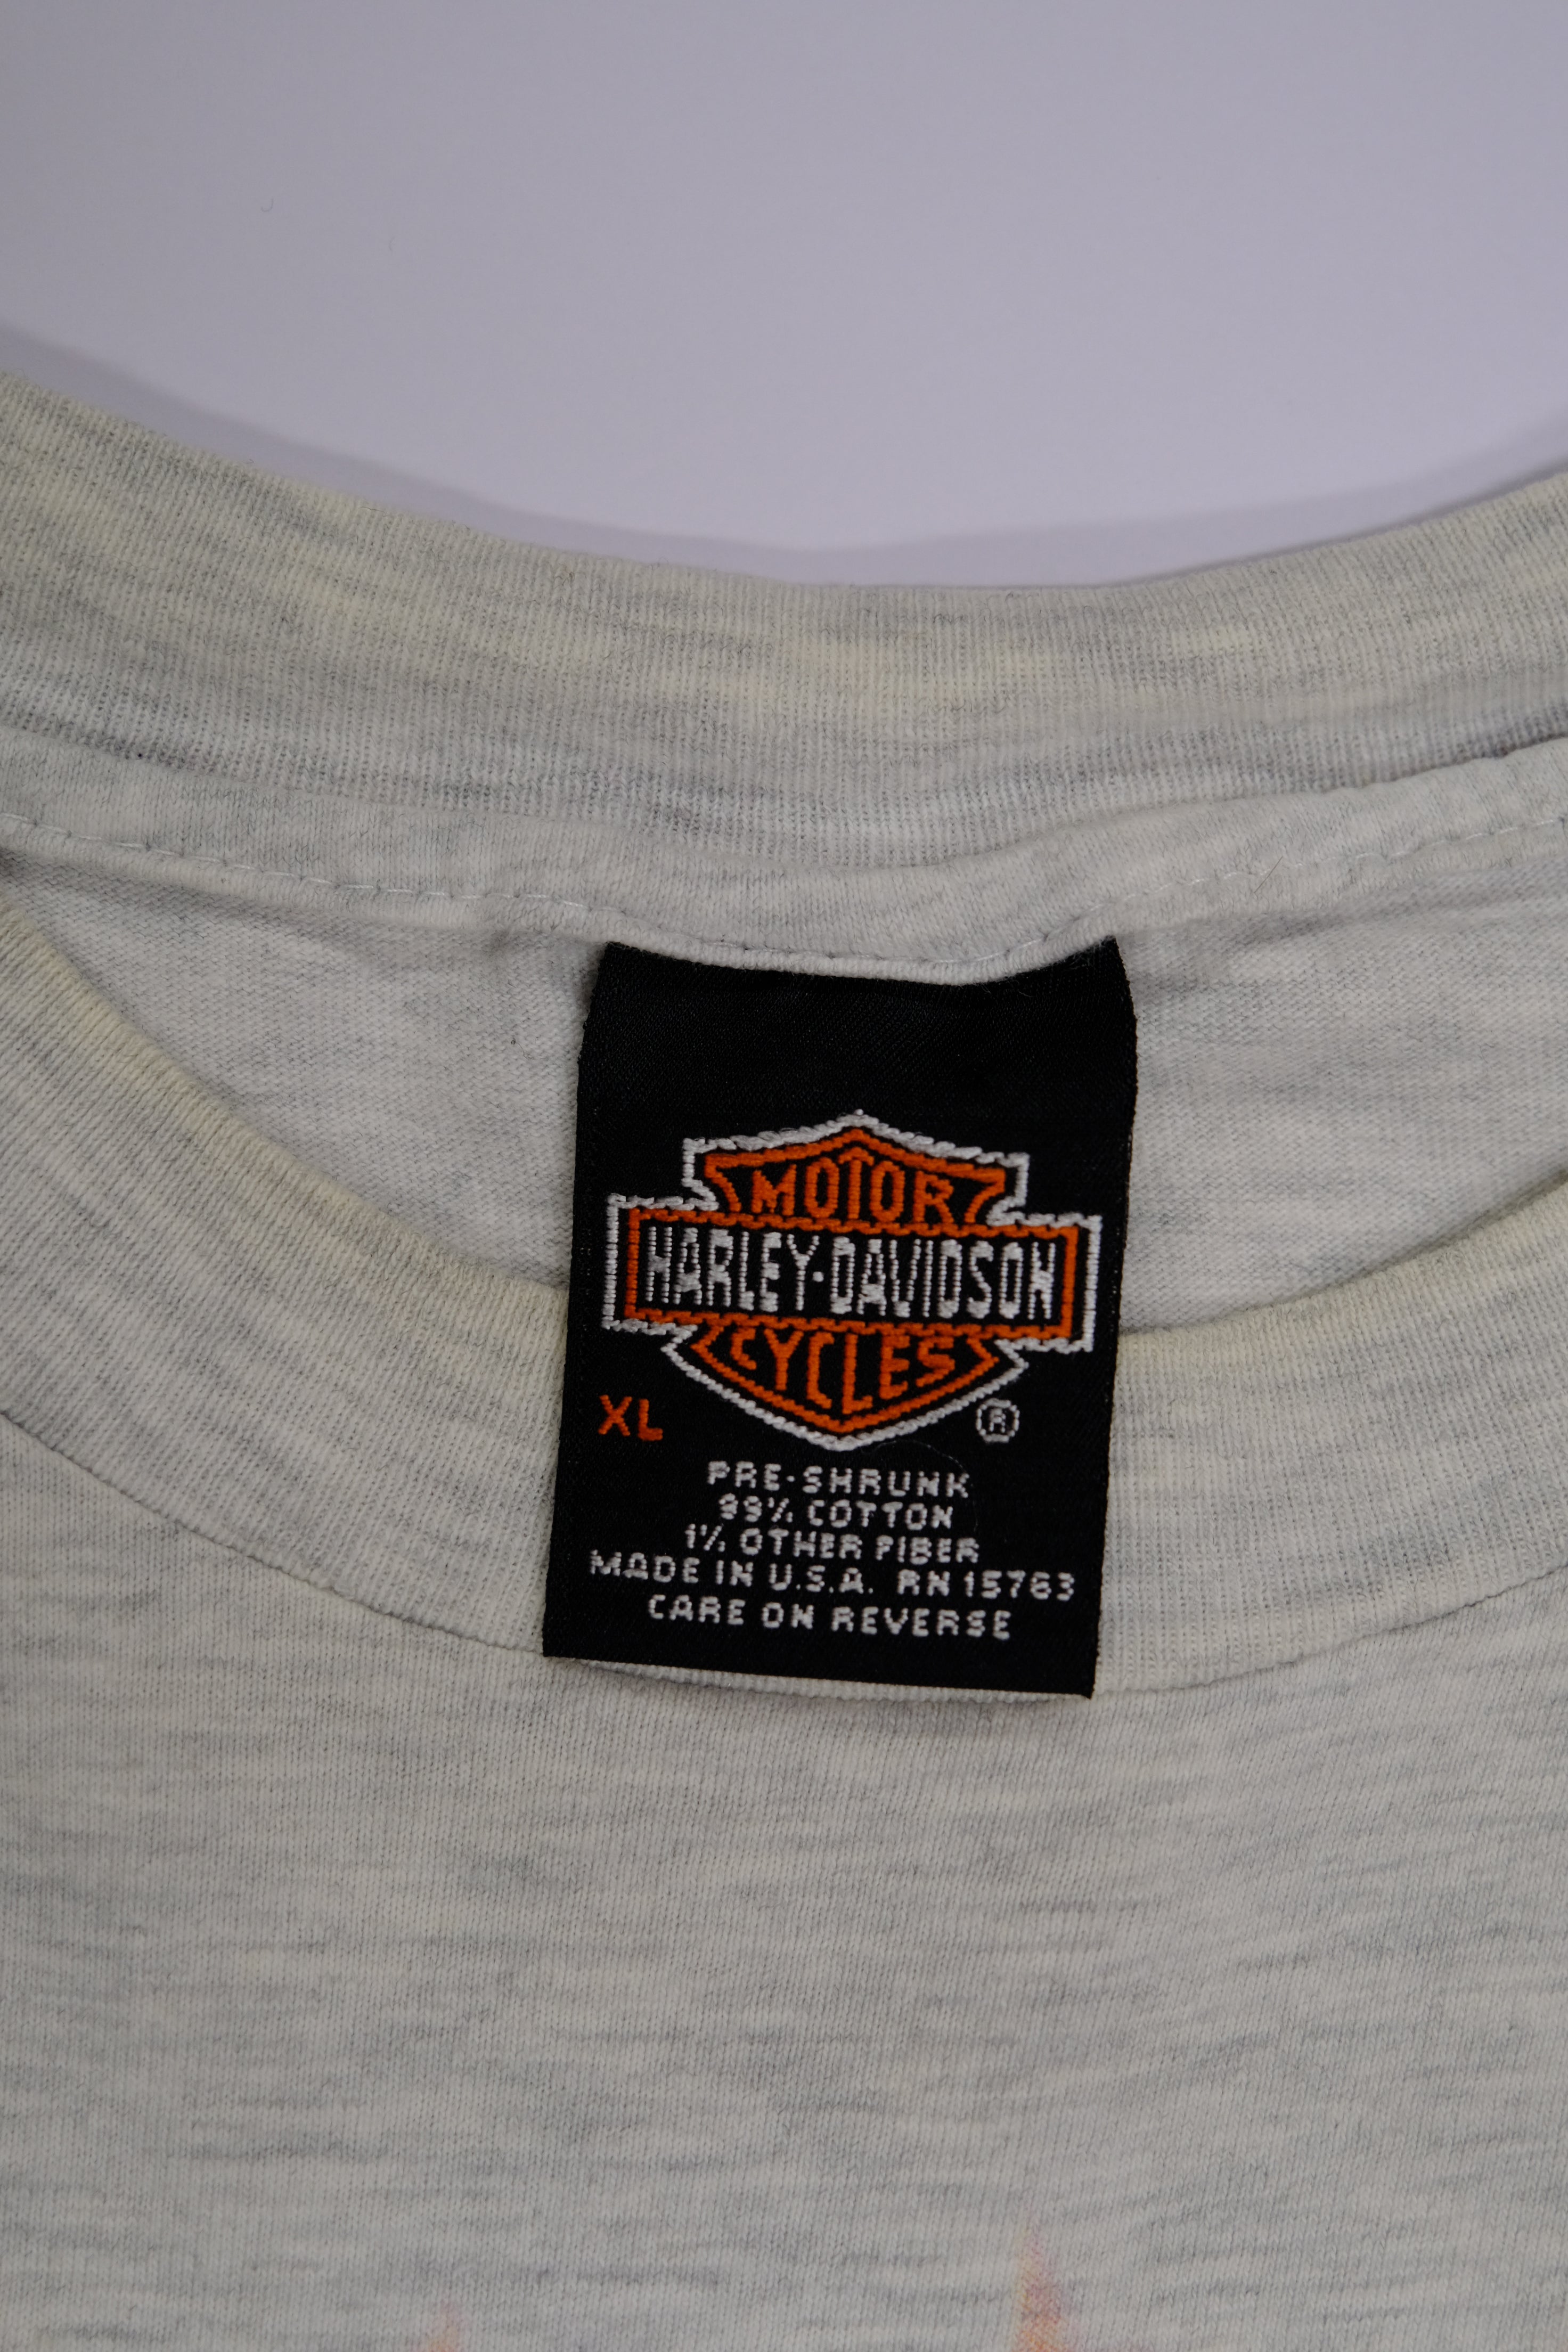 MOTOR
HARLEY-DAVIDSON
CYCLES
XL ®
PRE-SHRUNK
99% COTTON
1% OTHER FIBER
MADE IN U.S.A. RN 15763
CARE ON REVERSE